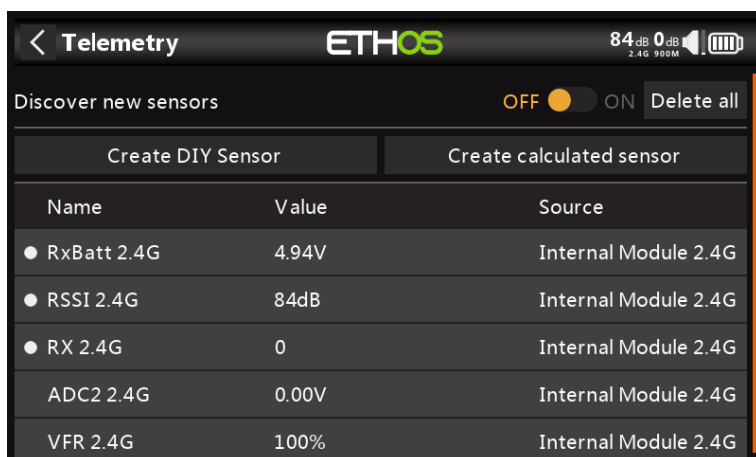 Telemetry ETHOS 84dB 0dB
2.4G 900M
Discover new sensors OFF ON Delete all
Create DIY Sensor Create calculated sensor
Name Value Source
RxBatt 2.4G 4.94V Internal Module 2.4G
RSSI 2.4G 84dB Internal Module 2.4G
RX 2.4G 0 Internal Module 2.4G
ADC2 2.4G 0.00V Internal Module 2.4G
VFR 2.4G 100% Internal Module 2.4G